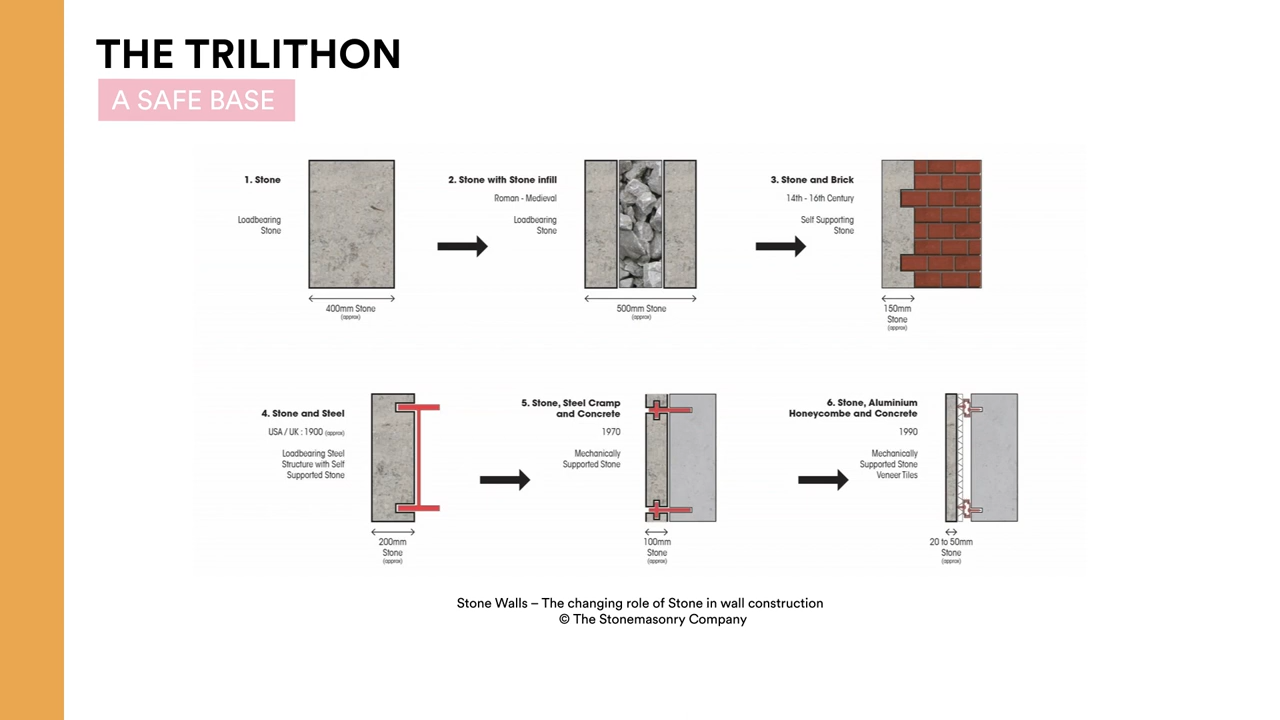 THE TRILITHON
A SAFE BASE
1. Stone
Loadbearing
Stone
400mm Stone
(approx)
2. Stone with Stone infill
Roman - Medieval
Loadbearing
Stone
500mm Stone
(approx)
3. Stone and Brick
14th - 16th Century
Self Supporting
Stone
150mm
Stone
(approx)
4. Stone and Steel
USA / UK : 1900 (approx)
Loadbearing Steel
Structure with Self
Supported Stone
200mm
Stone
(approx)
5. Stone, Steel Cramp
and Concrete
1970
Mechanically
Supported Stone
100mm
Stone
(approx)
6. Stone, Aluminium
Honeycombe and Concrete
1990
Mechanically
Supported Stone
Veneer Tiles
20 to 50mm
Stone
(approx)
Stone Walls – The changing role of Stone in wall construction
© The Stonemasonry Company